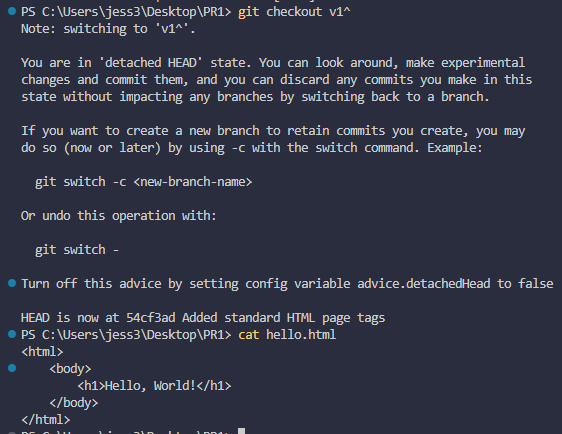 PS C:\Users\jess3\Desktop\PR1> git checkout v1^
Note: switching to 'v1^'.
You are in 'detached HEAD' state. You can look around, make experimental
changes and commit them, and you can discard any commits you make in this
state without impacting any branches by switching back to a branch.
If you want to create a new branch to retain commits you create, you may
do so (now or later) by using -c with the switch command. Example:
git switch -c <new-branch-name>
Or undo this operation with:
git switch -
Turn off this advice by setting config variable advice.detachedHead to false
HEAD is now at 54cf3ad Added standard HTML page tags
PS C:\Users\jess3\Desktop\PR1> cat hello.html
<html>
<body>
<h1>Hello, World!</h1>
</body>
</html>
PS C:\Users\jess3\Desktop\PR1>